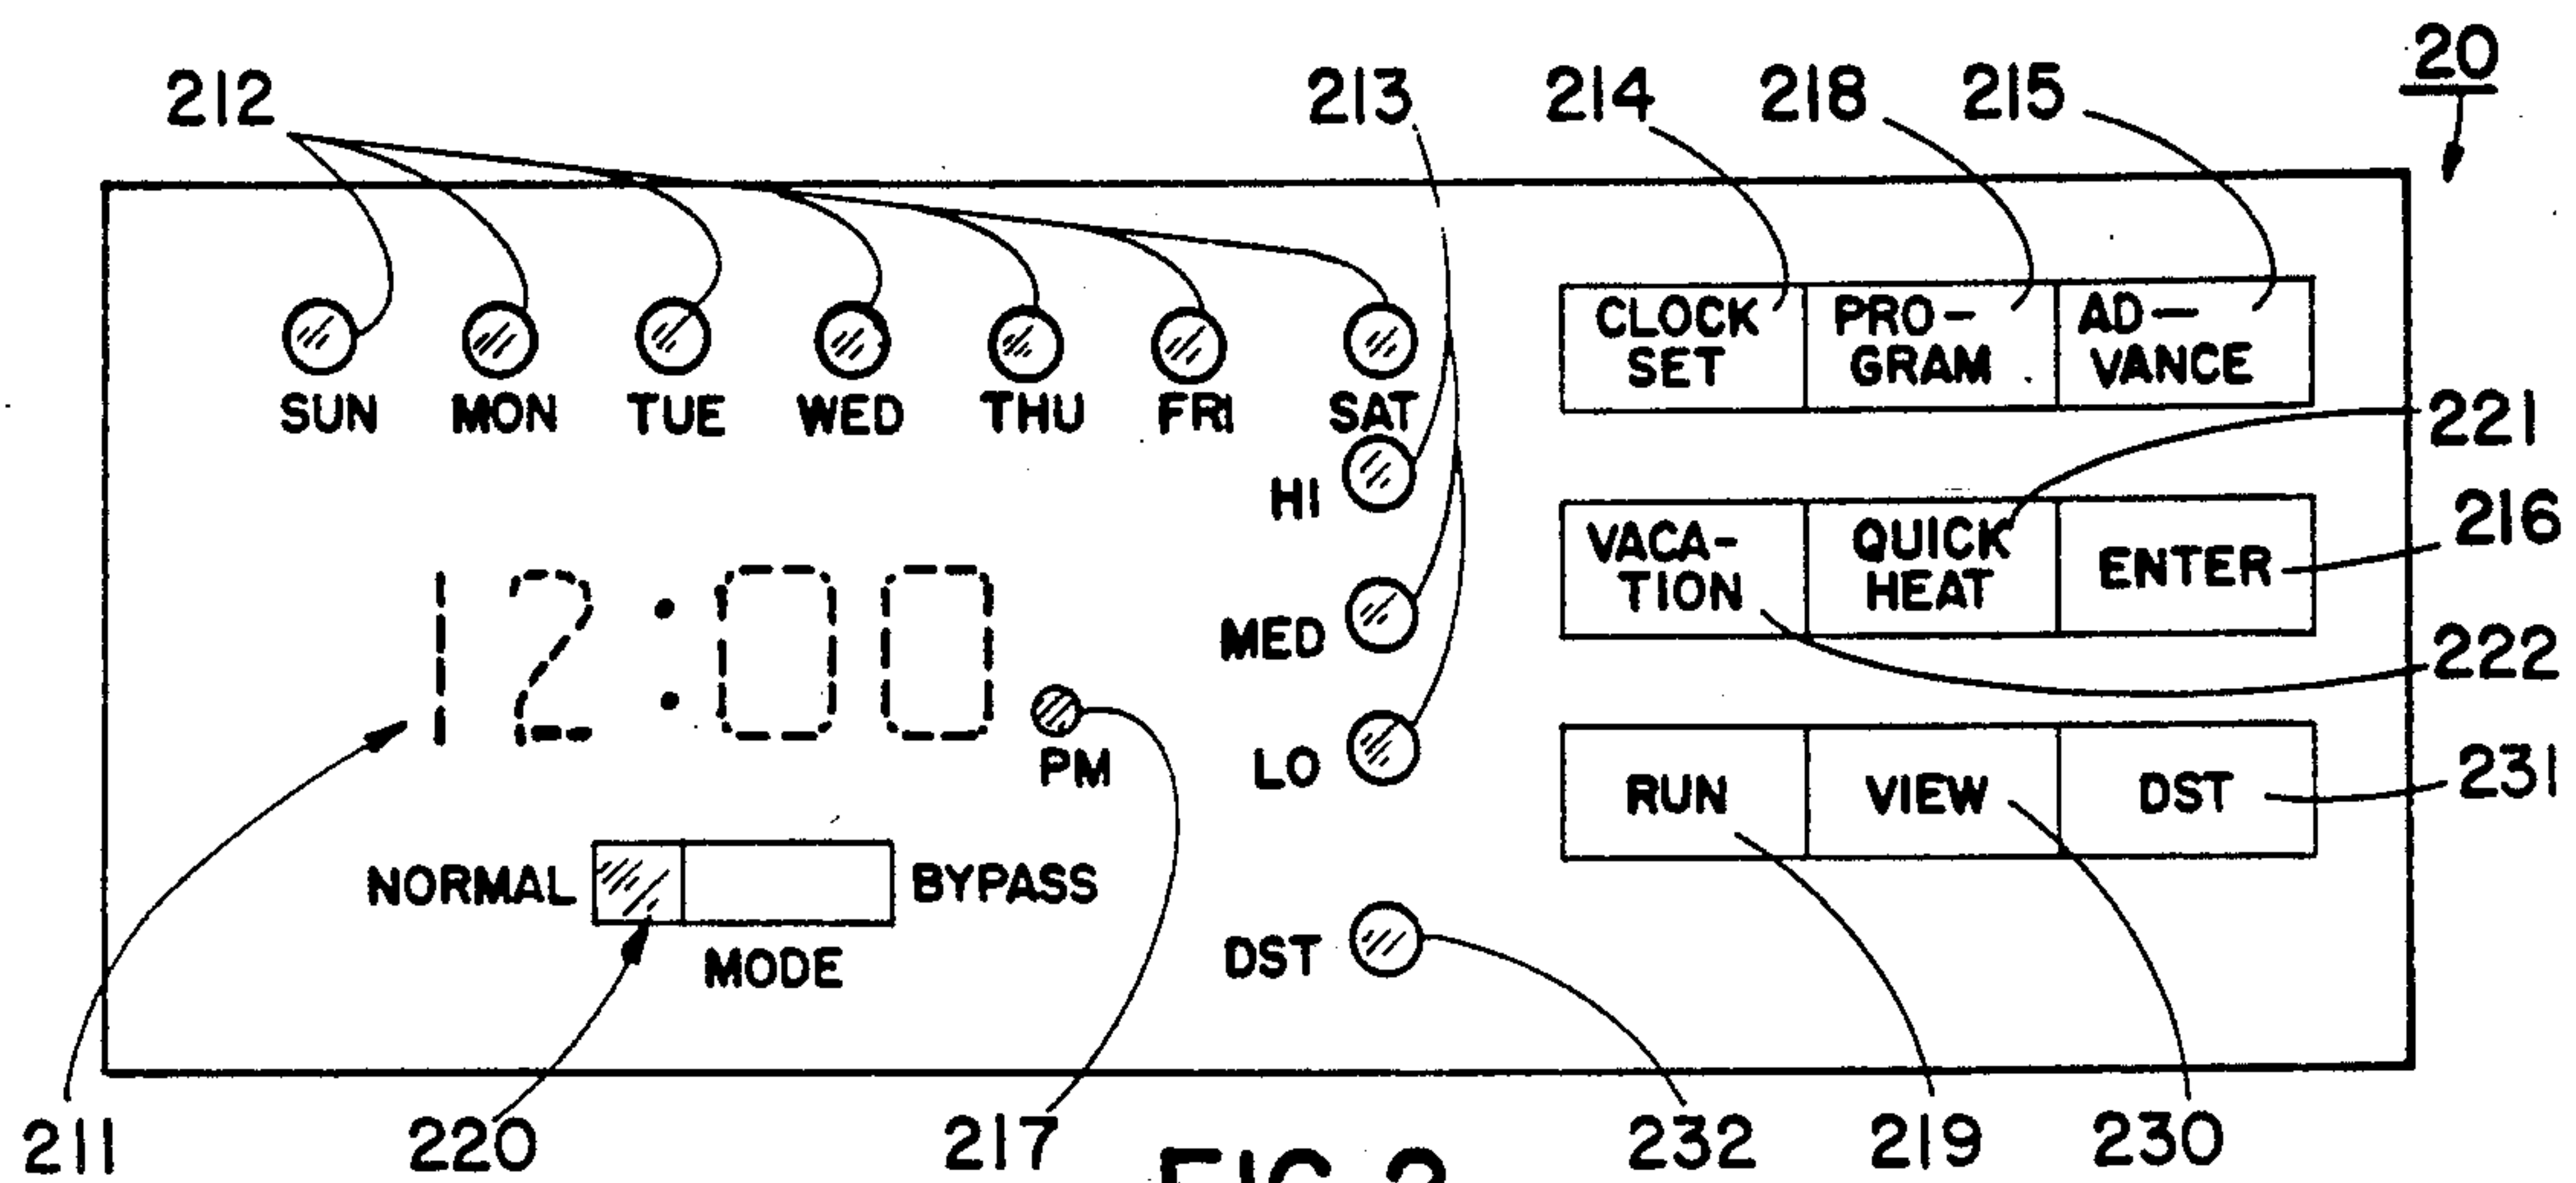 20
212 213 214 218 215
CLOCK SET PRO- GRAM AD- VANCE
SUN MON TUE WED THU FRI SAT
221
HI
VACA- TION QUICK HEAT ENTER 216
12:00
MED
222
PM LO
RUN VIEW DST 231
NORMAL BYPASS
MODE DST
211 220 217 232 219 230